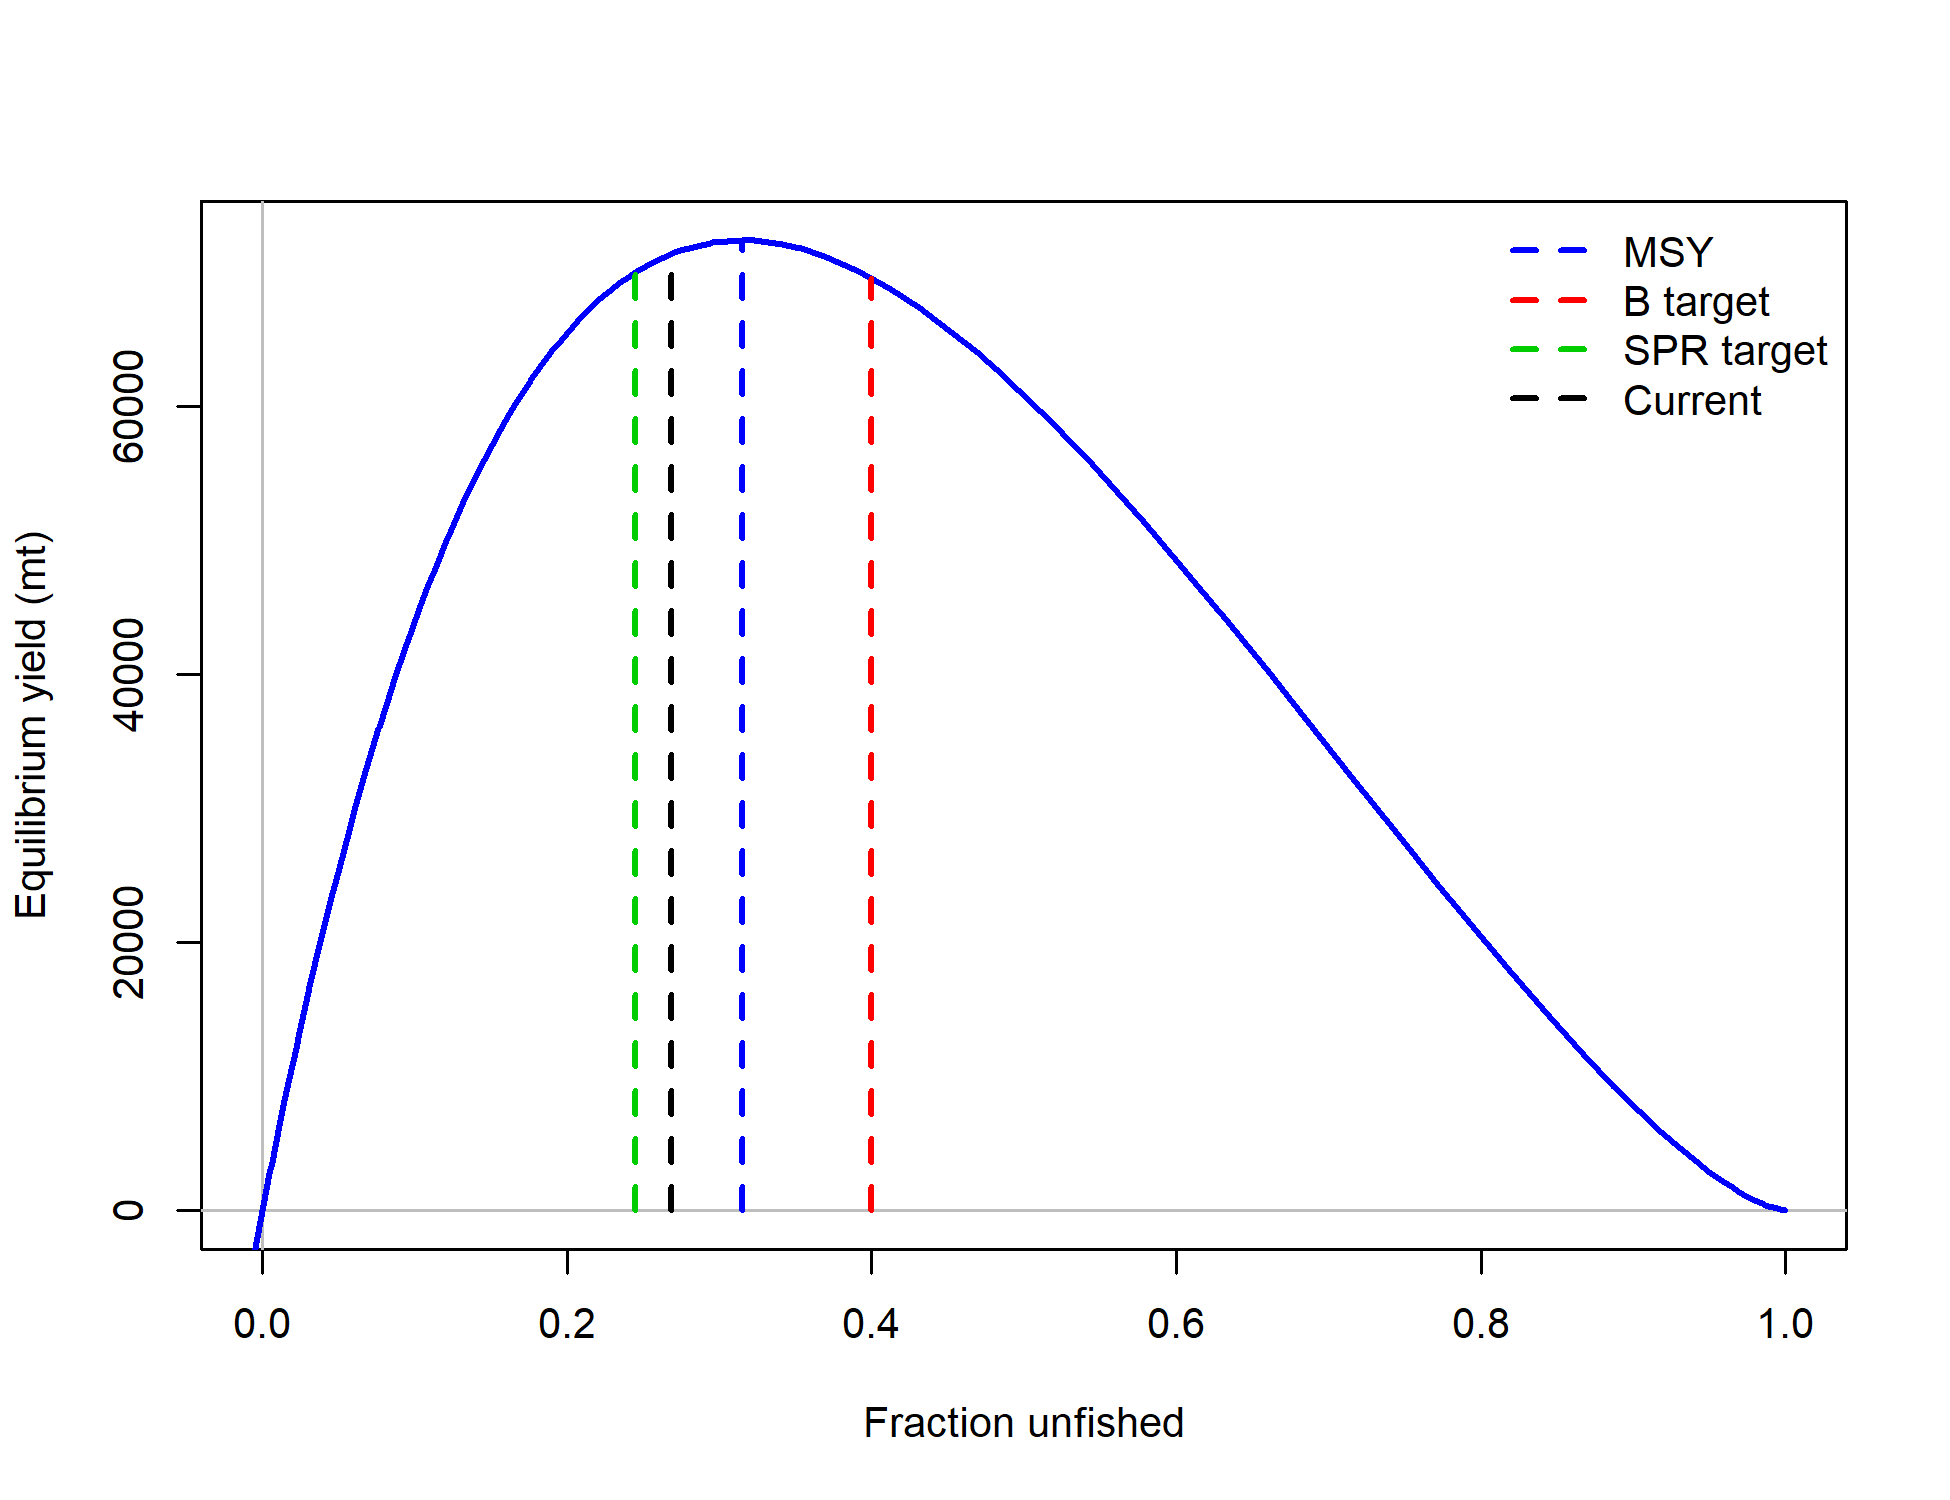 MSY
B target
SPR target
Current
Equilibrium yield (mt)
60000
40000
20000
0
0.0 0.2 0.4 0.6 0.8 1.0
Fraction unfished